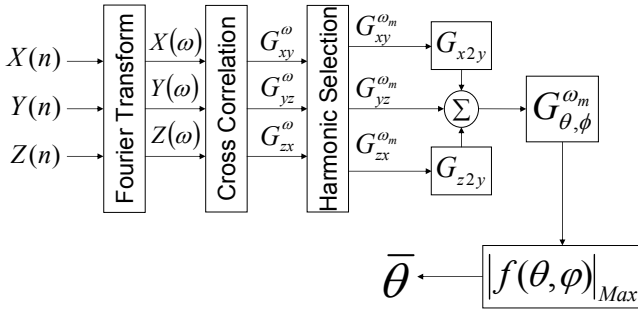 X(n)
Y(n)
Z(n)
Fourier Transform
X(ω)
Y(ω)
Z(ω)
Cross Correlation
G_{xy}^{ω}
G_{yz}^{ω}
G_{zx}^{ω}
Harmonic Selection
G_{xy}^{ω_m}
G_{yz}^{ω_m}
G_{zx}^{ω_m}
G_{x2y}
Σ
G_{z2y}
G_{θ,ϕ}^{ω_m}
|f(θ,φ)|_{Max}
θ̄